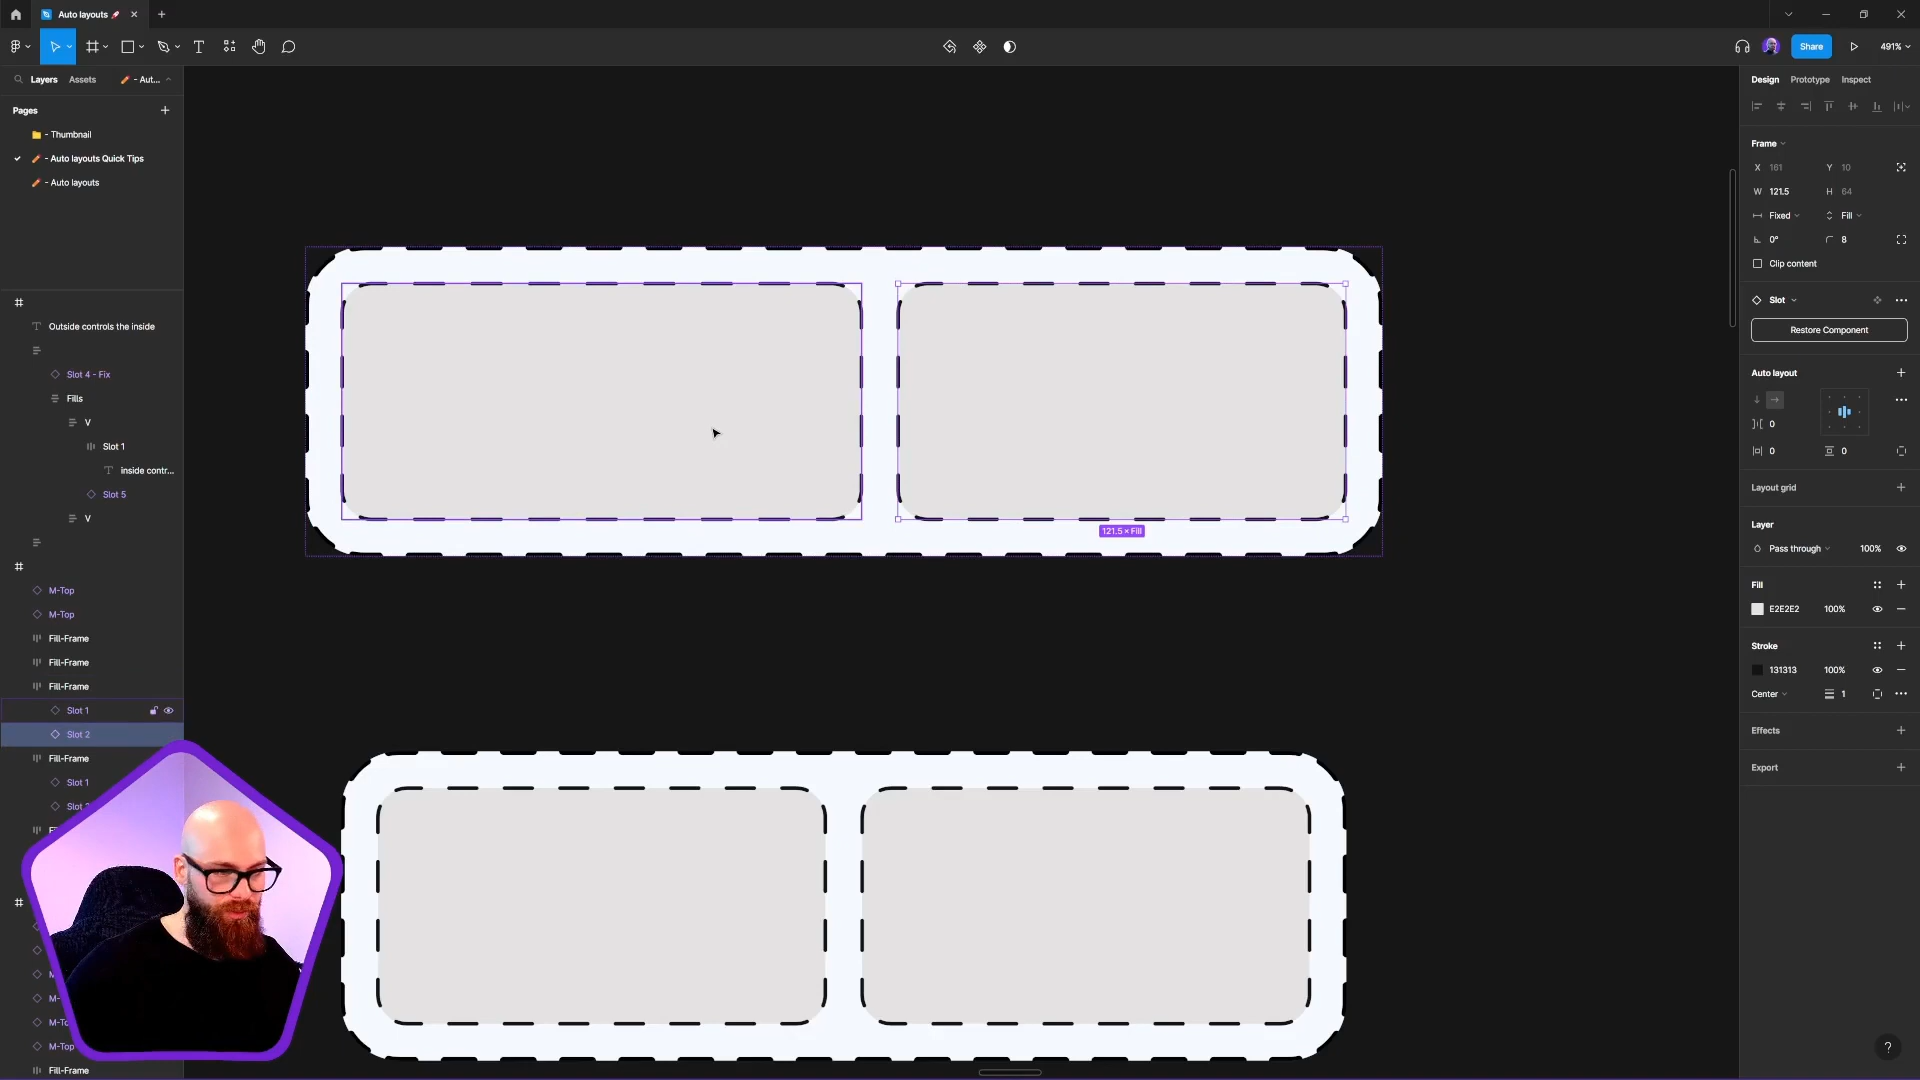 Auto layouts
Share
491%
Layers
Assets
- Aut...
Pages
- Thumbnail
- Auto layouts Quick Tips
- Auto layouts
Outside controls the inside
Slot 4 - Fix
Fills
V
Slot 1
inside contr...
Slot 5
V
M-Top
M-Top
Fill-Frame
Fill-Frame
Fill-Frame
Slot 1
Slot 2
Fill-Frame
Slot 1
M-Top
Fill-Frame
121.5 × Fill
Design
Prototype
Inspect
Frame
X 161
Y 10
W 121.5
H 64
Fixed
Fill
0°
8
Clip content
Slot
Restore Component
Auto layout
0
0
0
Layout grid
Layer
Pass through
100%
Fill
E2E2E2
100%
Stroke
131313
100%
Center
1
Effects
Export
?